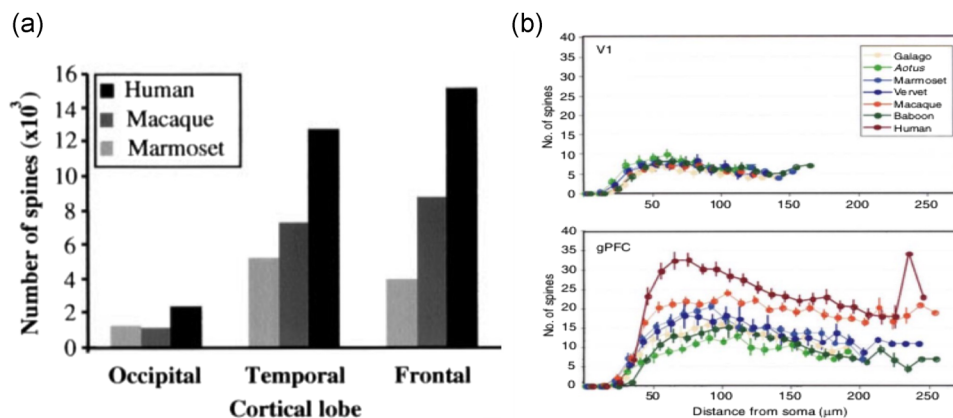 (a)
Number of spines (x10³)
16
14
12
10
8
6
4
2
0
Human
Macaque
Marmoset
Occipital Temporal Frontal
Cortical lobe
(b)
V1
No. of spines
40
35
30
25
20
15
10
5
0
50 100 150 200 250
Galago
Aotus
Marmoset
Vervet
Macaque
Baboon
Human
gPFC
No. of spines
40
35
30
25
20
15
10
5
0
50 100 150 200 250
Distance from soma (μm)